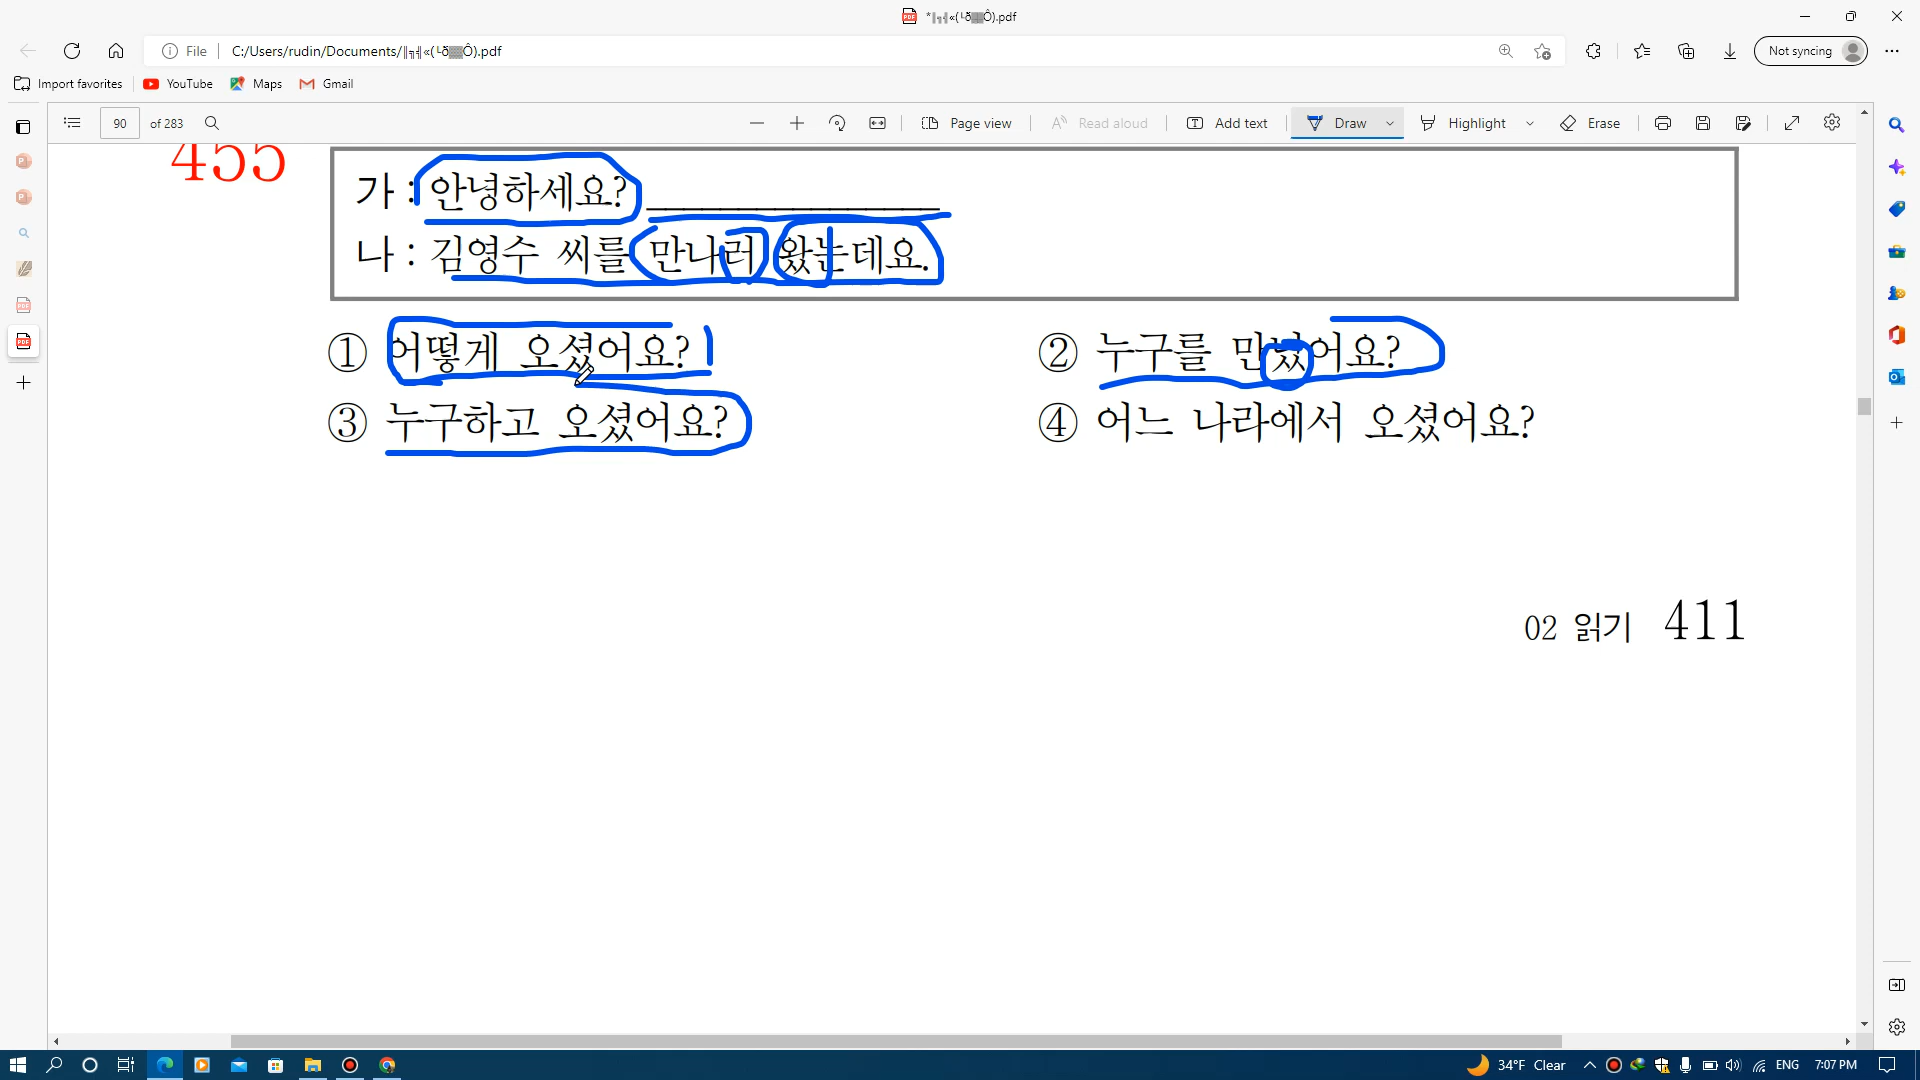 File C:/Users/rudin/Documents/
Not syncing
Import favorites YouTube Maps Gmail
90 of 283 Page view Read aloud Add text Draw Highlight Erase
455
가 : 안녕하세요? ________________
나 : 김영수 씨를 만나러 왔는데요.
① 어떻게 오셨어요? ② 누구를 만났어요?
③ 누구하고 오셨어요? ④ 어느 나라에서 오셨어요?
02 읽기 411
34°F Clear ENG 7:07 PM